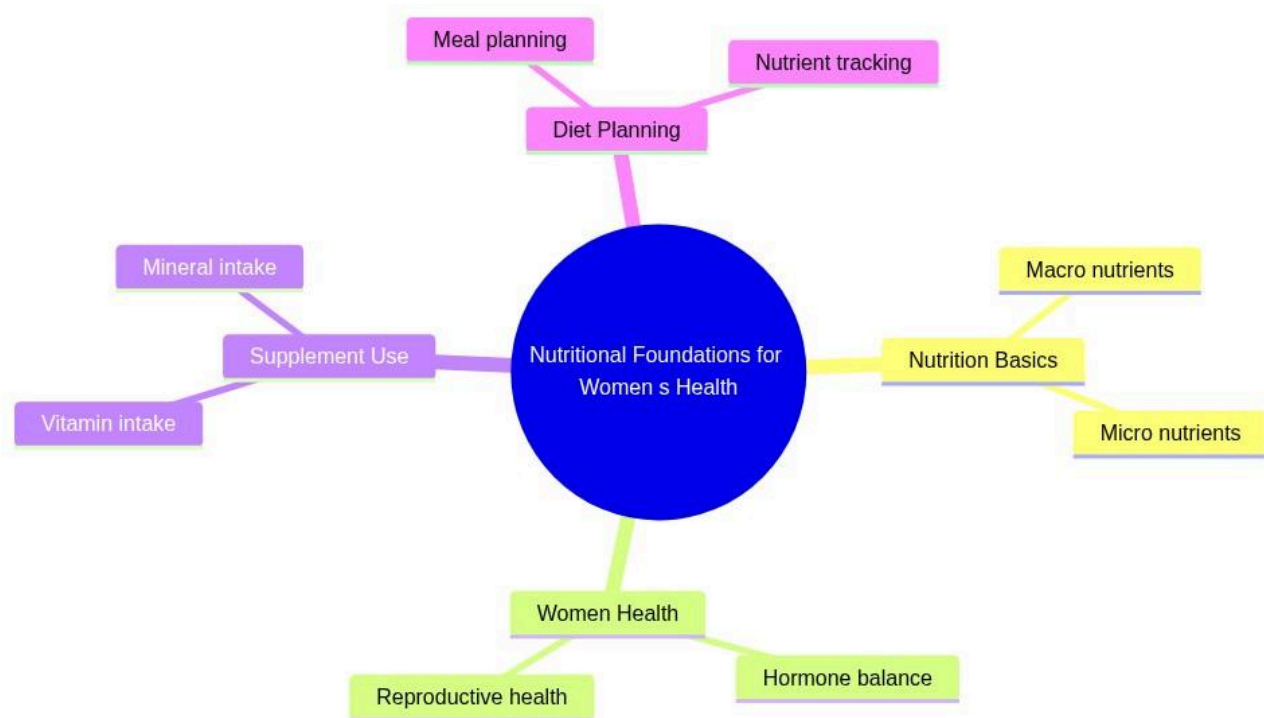 Meal planning
Nutrient tracking
Diet Planning
Mineral intake
Macro nutrients
Supplement Use
Nutritional Foundations for
Women s Health
Nutrition Basics
Vitamin intake
Micro nutrients
Women Health
Hormone balance
Reproductive health